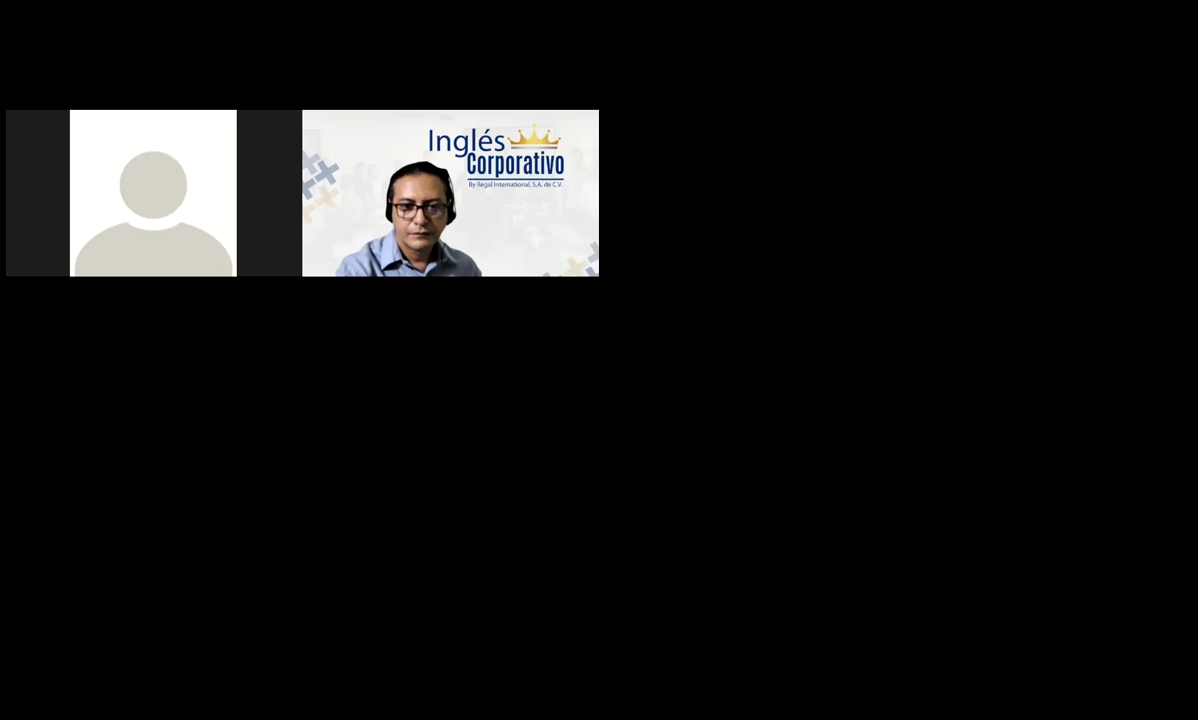 Inglés
Corporativo
By Regal International, S.A. de C.V.